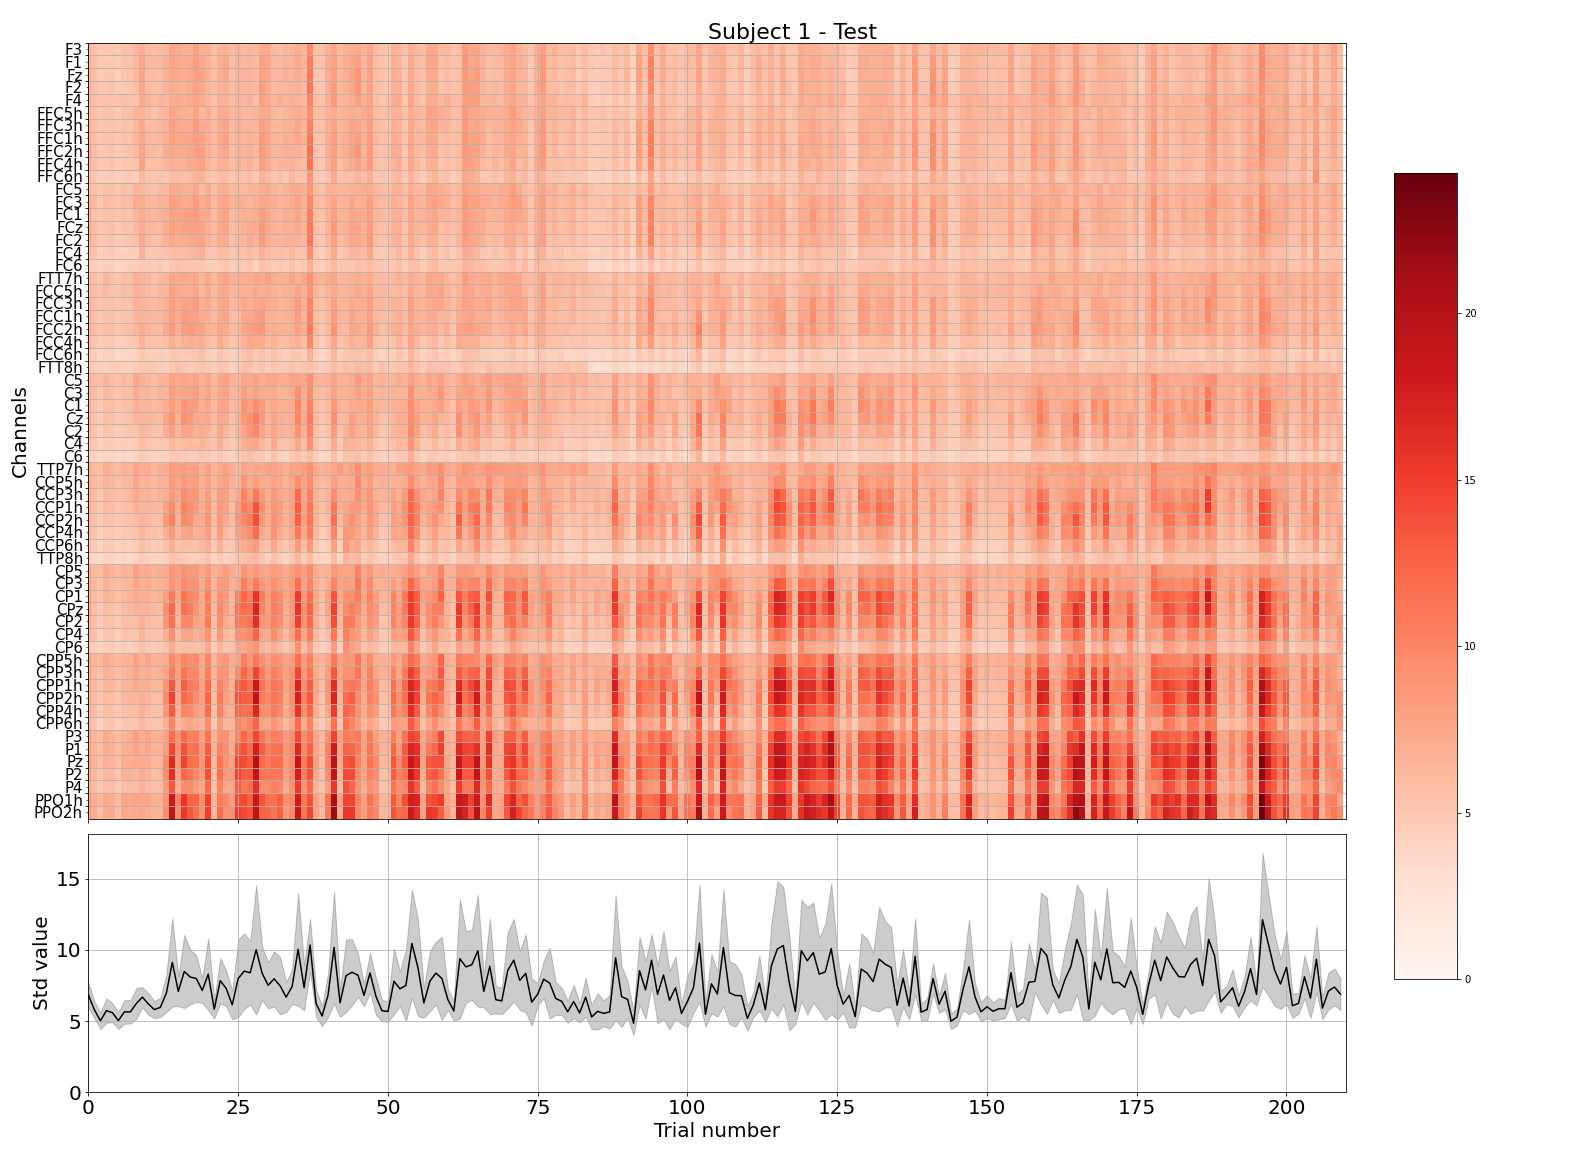 Subject 1 - Test
Channels
F3
F1
Fz
F2
F4
FFC5h
FFC3h
FFC1h
FFC2h
FFC4h
FFC6h
FC5
FC3
FC1
FCz
FC2
FC4
FC6
FTT7h
FCC5h
FCC3h
FCC1h
FCC2h
FCC4h
FCC6h
FTT8h
C5
C3
C1
Cz
C2
C4
C6
TTP7h
CCP5h
CCP3h
CCP1h
CCP2h
CCP4h
CCP6h
TTP8h
CP5
CP3
CP1
CPz
CP2
CP4
CP6
CPP5h
CPP3h
CPP1h
CPP2h
CPP4h
CPP6h
P3
P1
Pz
P2
P4
PPO1h
PPO2h
20
15
10
5
0
Std value
15
10
5
0
0 25 50 75 100 125 150 175 200
Trial number